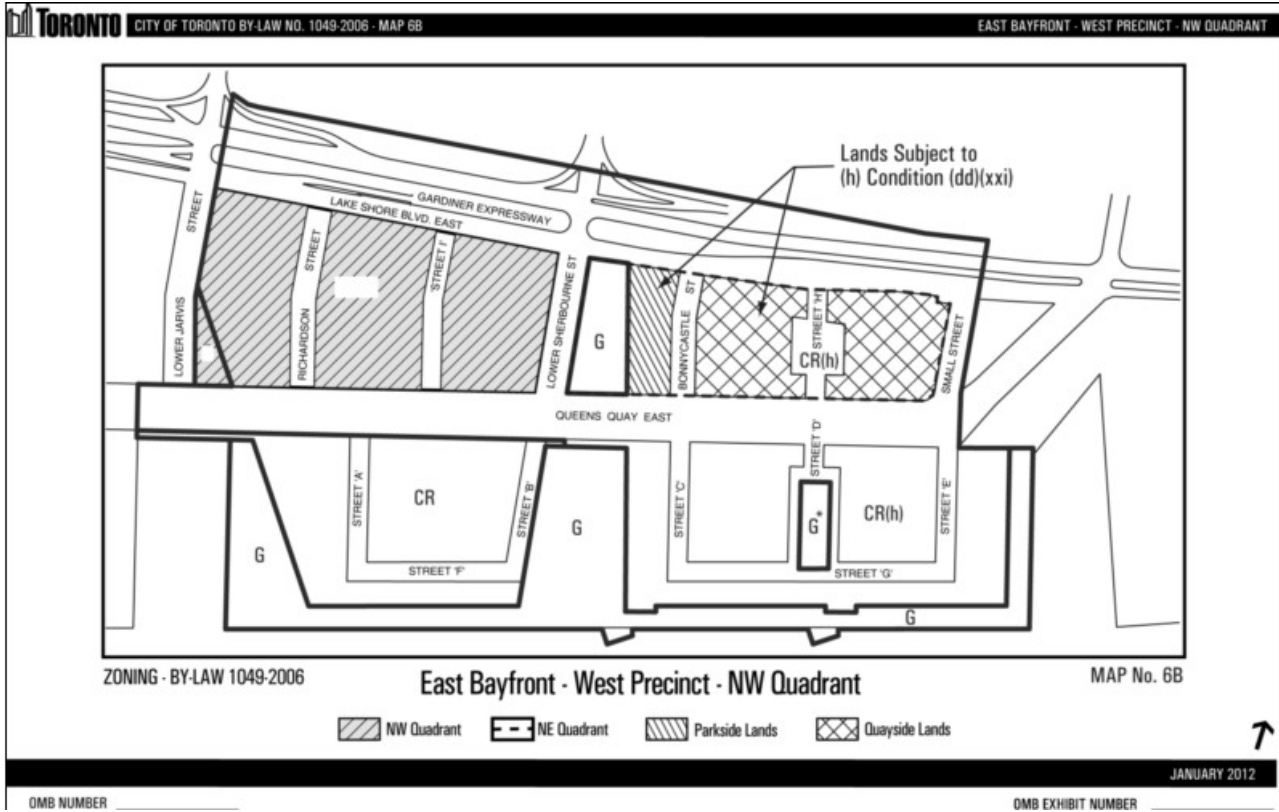 TORONTO CITY OF TORONTO BY-LAW NO. 1049-2006 - MAP 6B EAST BAYFRONT - WEST PRECINCT - NW QUADRANT
Lands Subject to
(h) Condition (dd)(xxi)
GARDINER EXPRESSWAY
LAKE SHORE BLVD. EAST
LOWER JARVIS STREET
RICHARDSON STREET
STREET 'I'
LOWER SHERBOURNE ST
G
BONNYCASTLE ST
STREET 'H'
CR(h)
SMALL STREET
QUEENS QUAY EAST
STREET 'A'
CR
STREET 'B'
G
G
STREET 'F'
STREET 'C'
STREET 'D'
G*
CR(h)
STREET 'E'
STREET 'G'
G
ZONING - BY-LAW 1049-2006
East Bayfront - West Precinct - NW Quadrant
MAP No. 6B
NW Quadrant NE Quadrant Parkside Lands Quayside Lands
JANUARY 2012
OMB NUMBER OMB EXHIBIT NUMBER